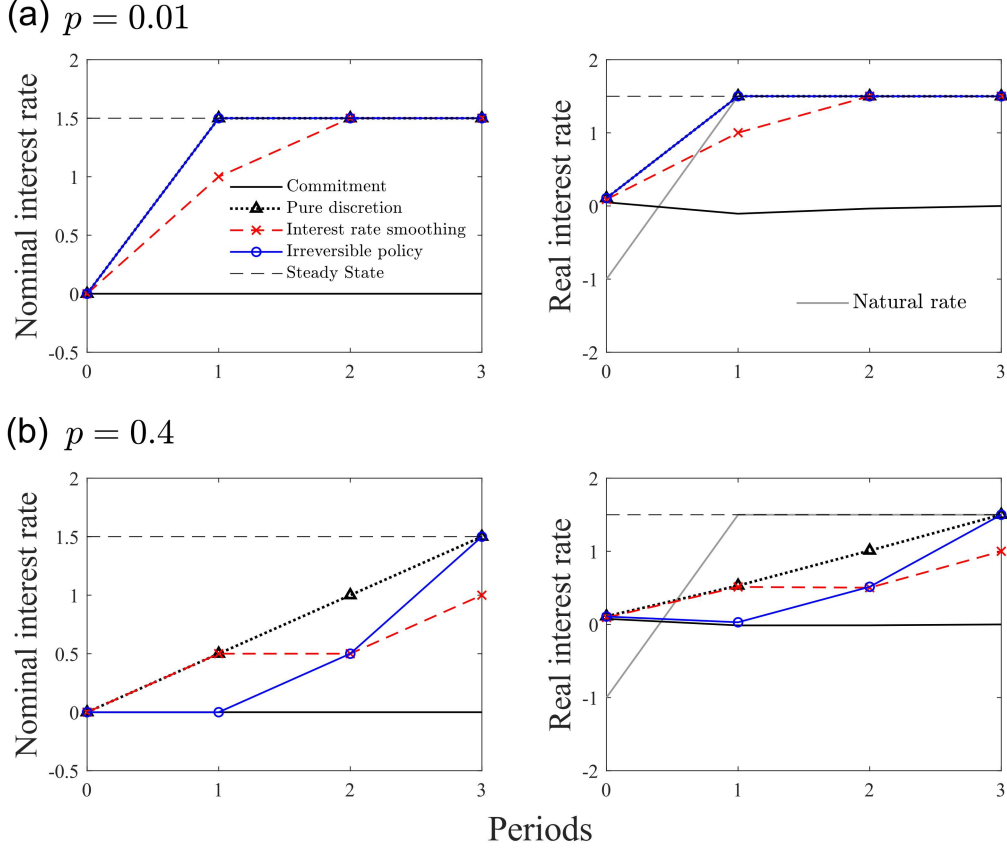 (a) p = 0.01
Nominal interest rate
2
1.5
1
0.5
0
-0.5
0 1 2 3
Commitment
Pure discretion
Interest rate smoothing
Irreversible policy
Steady State
Real interest rate
2
1
0
-1
-2
0 1 2 3
Natural rate
(b) p = 0.4
Nominal interest rate
2
1.5
1
0.5
0
-0.5
0 1 2 3
Real interest rate
2
1
0
-1
-2
0 1 2 3
Periods